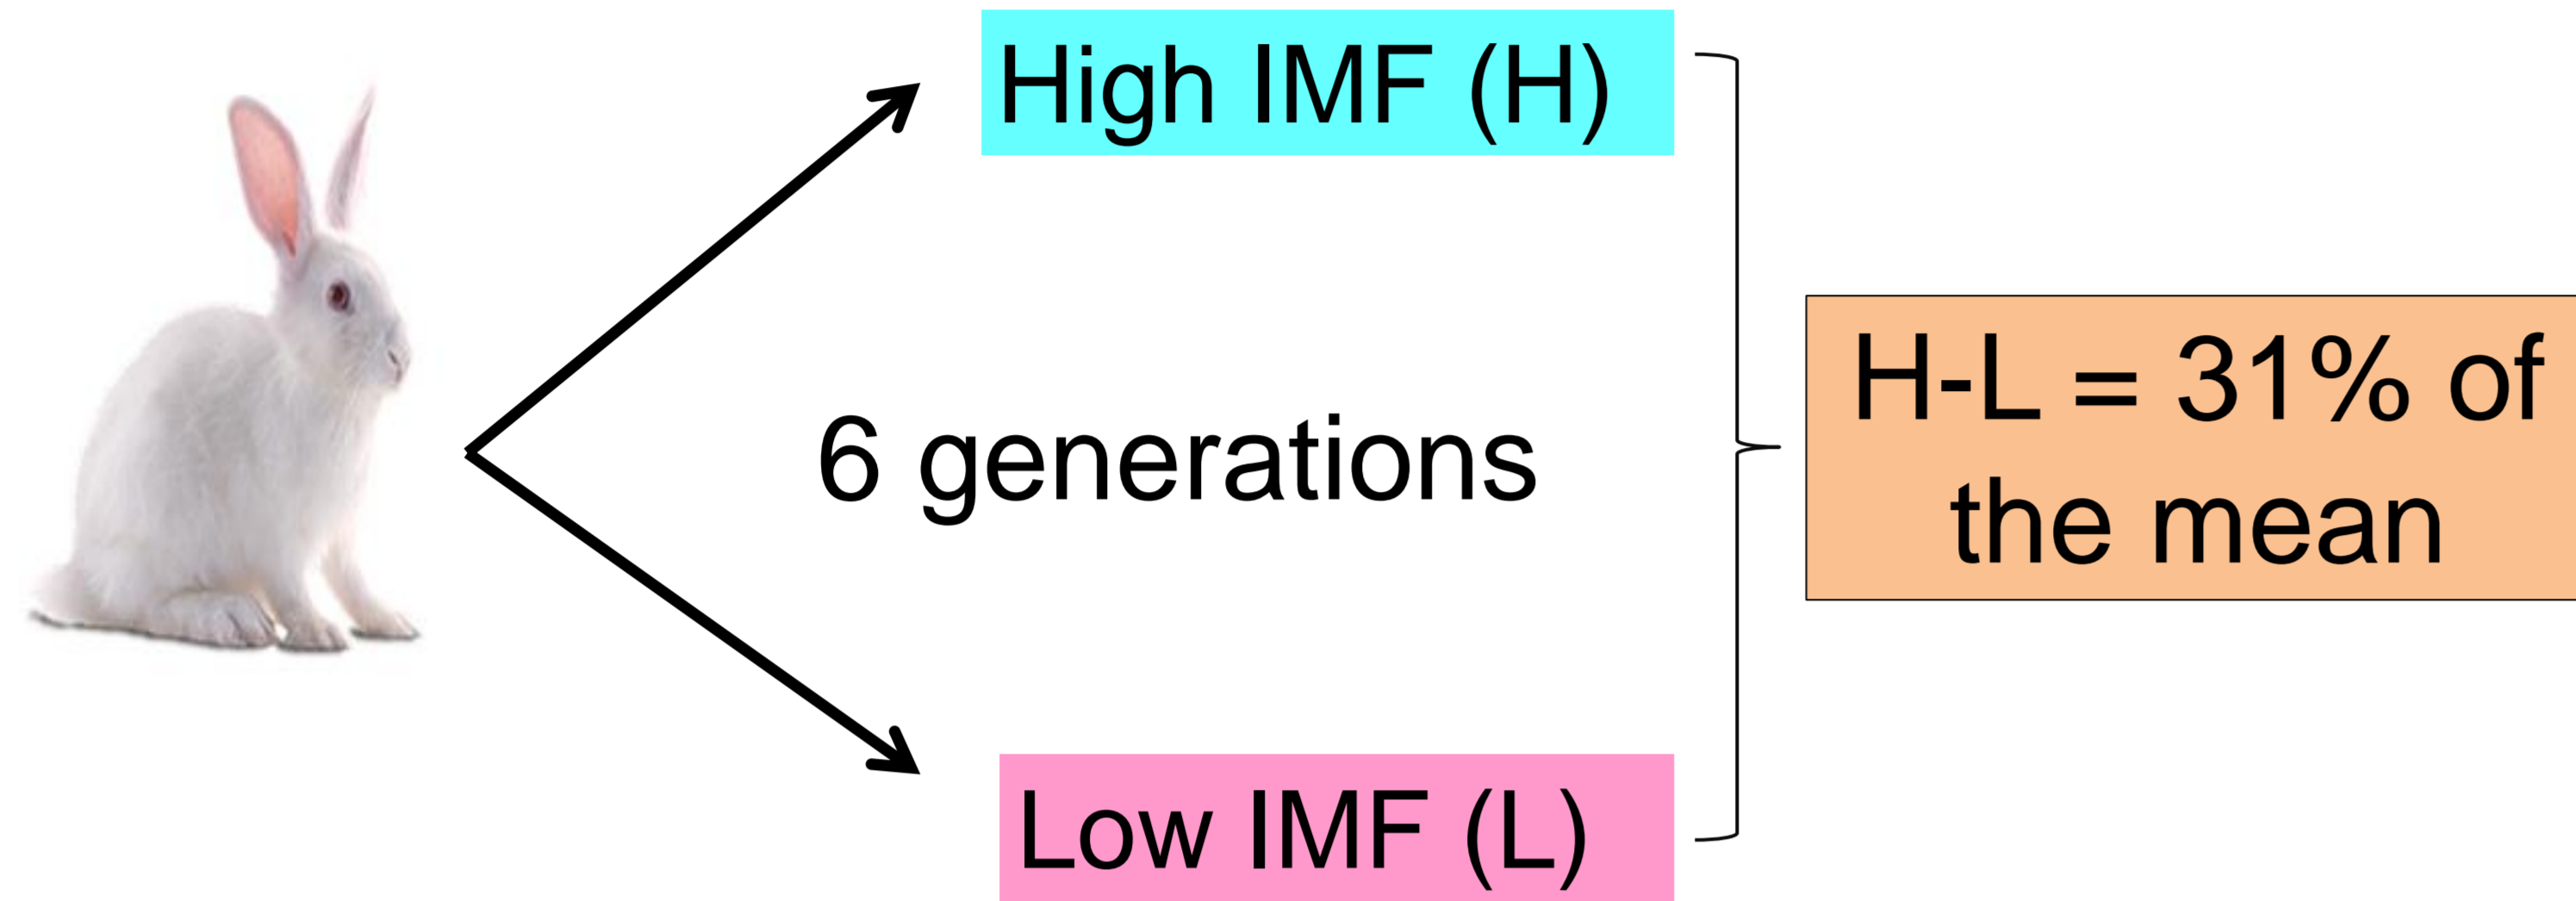 High IMF (H)
6 generations
H-L = 31% of
the mean
Low IMF (L)